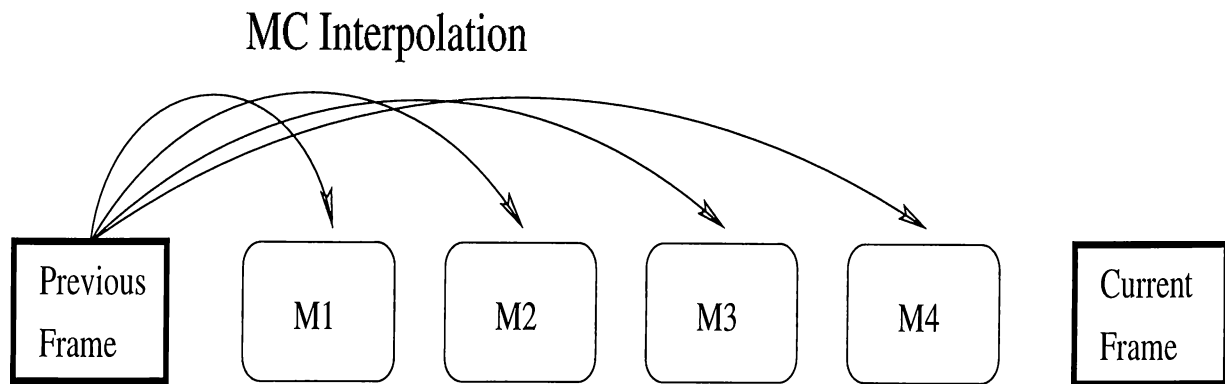 MC Interpolation
Previous
Frame
M1
M2
M3
M4
Current
Frame